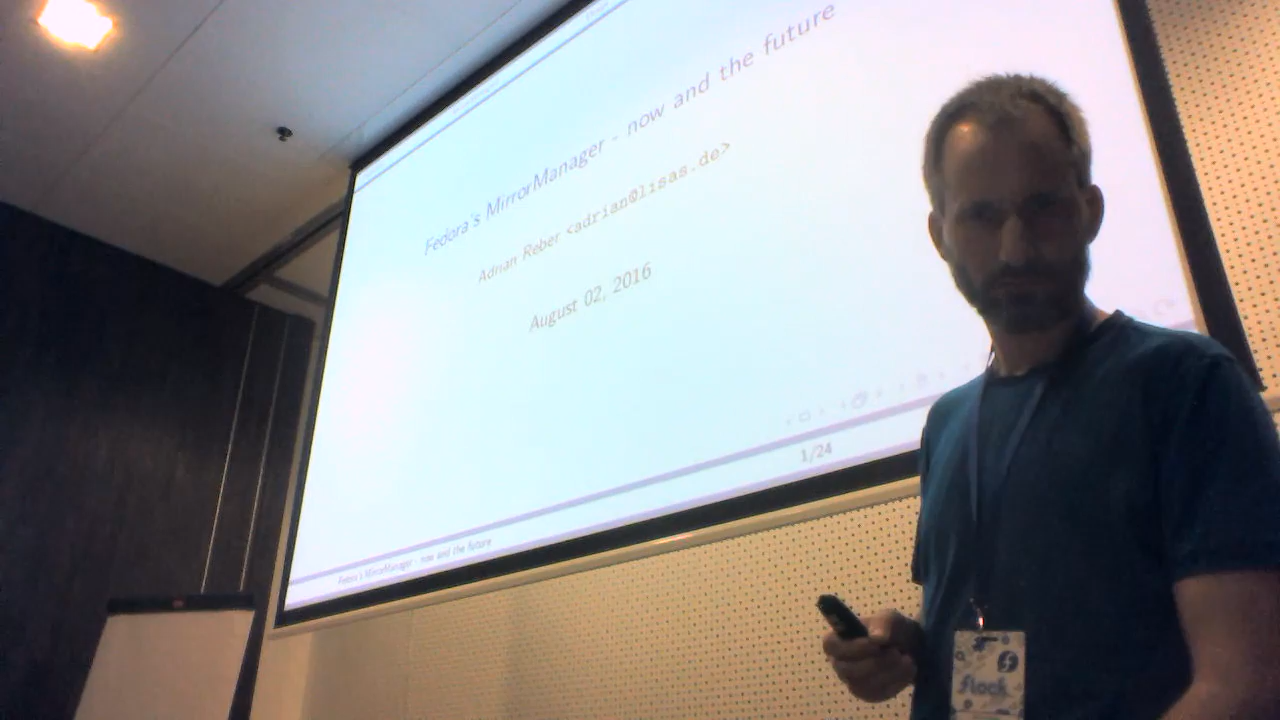 Fedora's MirrorManager - now and the future
Adrian Reber <adrian@lisas.de>
August 02, 2016
1/24
Fedora's MirrorManager - now and the future
flock